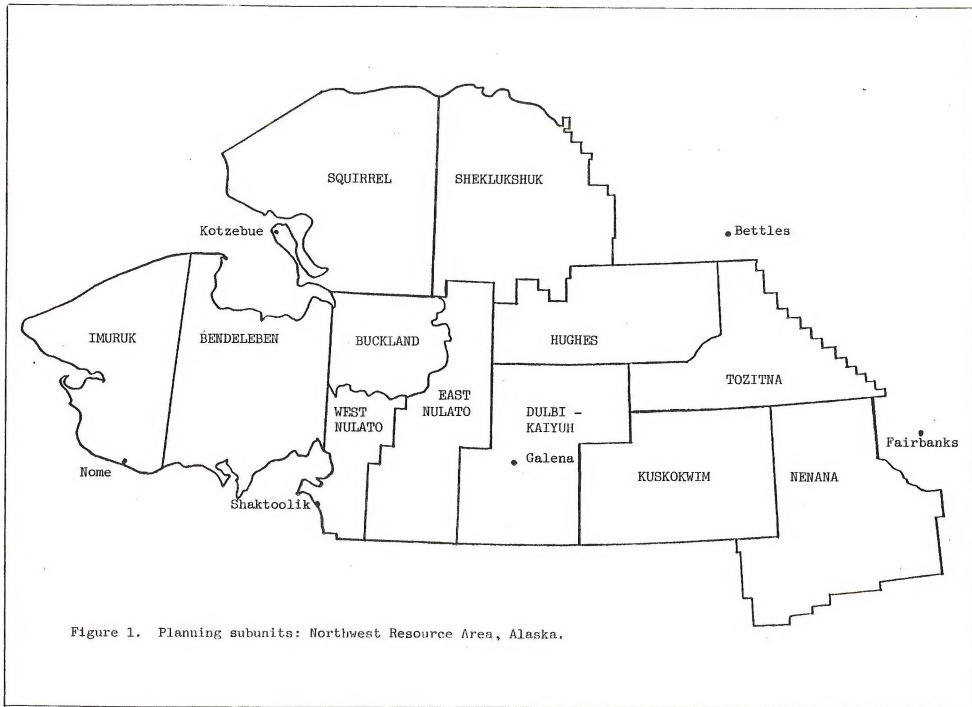 SQUIRREL
SHEKLUKSHUK
Kotzebue
Bettles
IMURUK
BENDELEBEN
BUCKLAND
HUGHES
TOZITNA
WEST
NULATO
EAST
NULATO
DULBI -
KAIYUH
Fairbanks
Nome
Galena
KUSKOKWIM
NENANA
Shaktoolik
Figure 1. Planning subunits: Northwest Resource Area, Alaska.